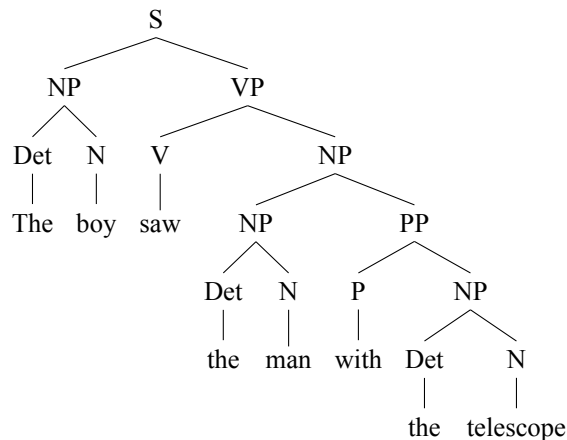 S
NP VP
Det N V NP
The boy saw NP PP
Det N P NP
the man with Det N
the telescope